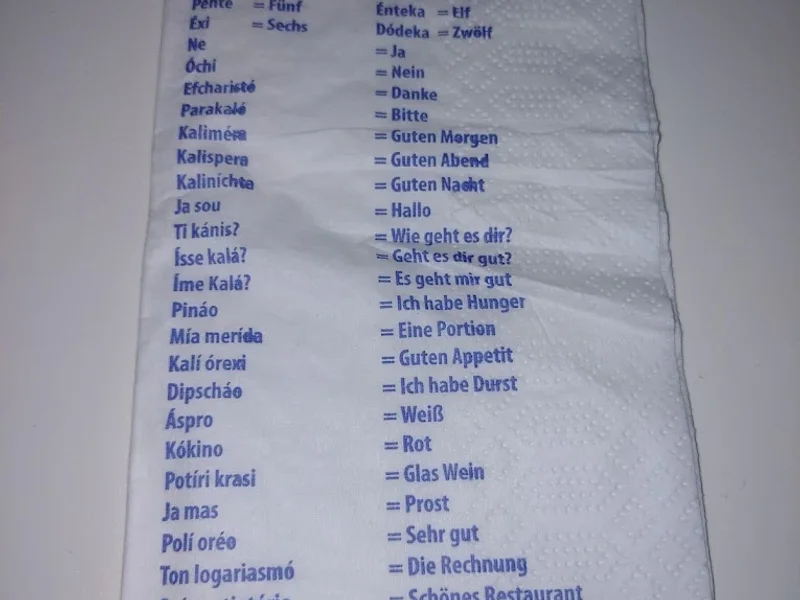 Pénte = Fünf Énteka = Elf
Éxi = Sechs Dódeka = Zwölf
Ne = Ja
Óchi = Nein
Efcharisté = Danke
Parakaló = Bitte
Kaliméra = Guten Morgen
Kalispera = Guten Abend
Kaliníchta = Guten Nacht
Ja sou = Hallo
Ti kánis? = Wie geht es dir?
Ísse kalá? = Geht es dir gut?
Íme Kalá? = Es geht mir gut
Pináo = Ich habe Hunger
Mía merída = Eine Portion
Kalí órexi = Guten Appetit
Dipscháo = Ich habe Durst
Áspro = Weiß
Kókino = Rot
Potíri krasi = Glas Wein
Ja mas = Prost
Polí oréo = Sehr gut
Ton logariasmó = Die Rechnung
= Schönes Restaurant